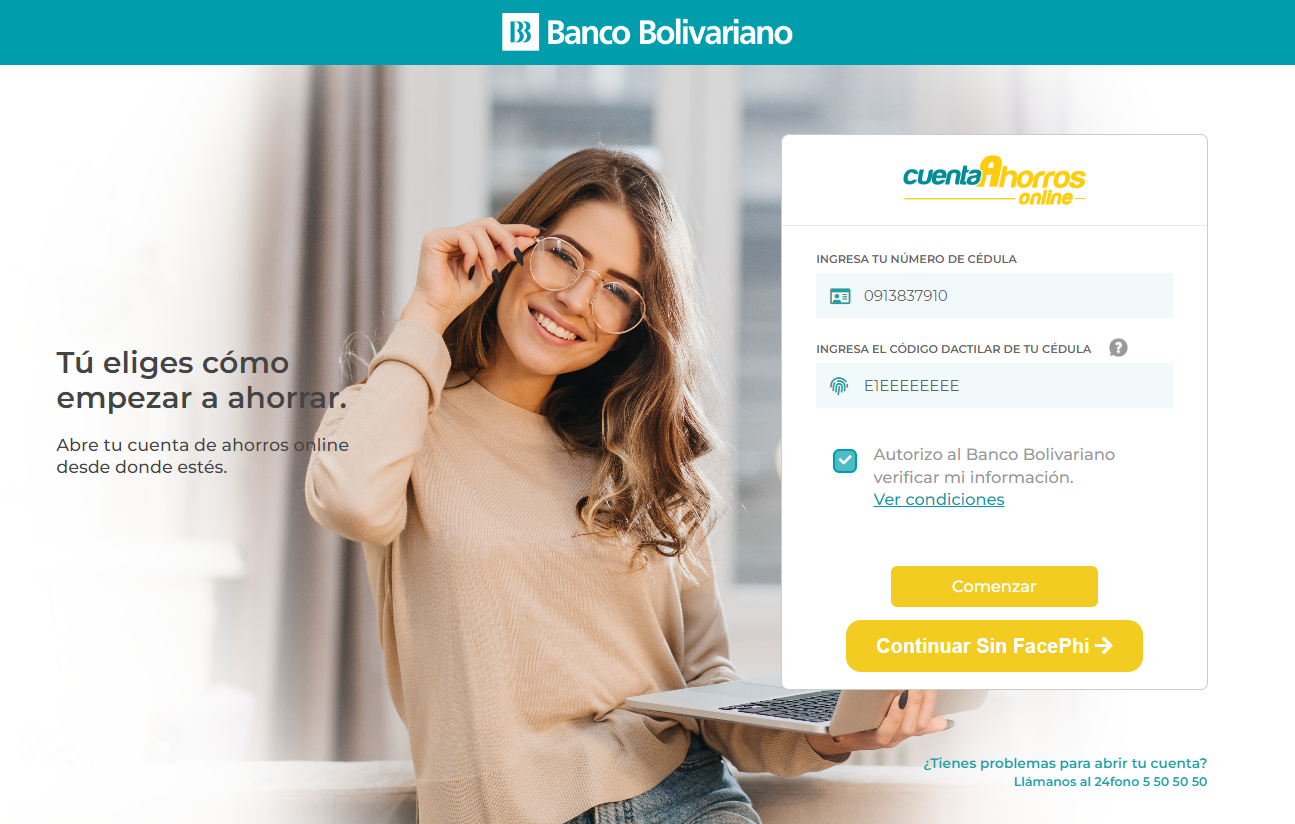 BB Banco Bolivariano
Tú eliges cómo
empezar a ahorrar.
Abre tu cuenta de ahorros online
desde donde estés.
cuentaAhorros
online
INGRESA TU NÚMERO DE CÉDULA
0913837910
INGRESA EL CÓDIGO DACTILAR DE TU CÉDULA ?
E1EEEEEEEE
Autorizo al Banco Bolivariano
verificar mi información.
Ver condiciones
Comenzar
Continuar Sin FacePhi →
¿Tienes problemas para abrir tu cuenta?
Llámanos al 24fono 5 50 50 50